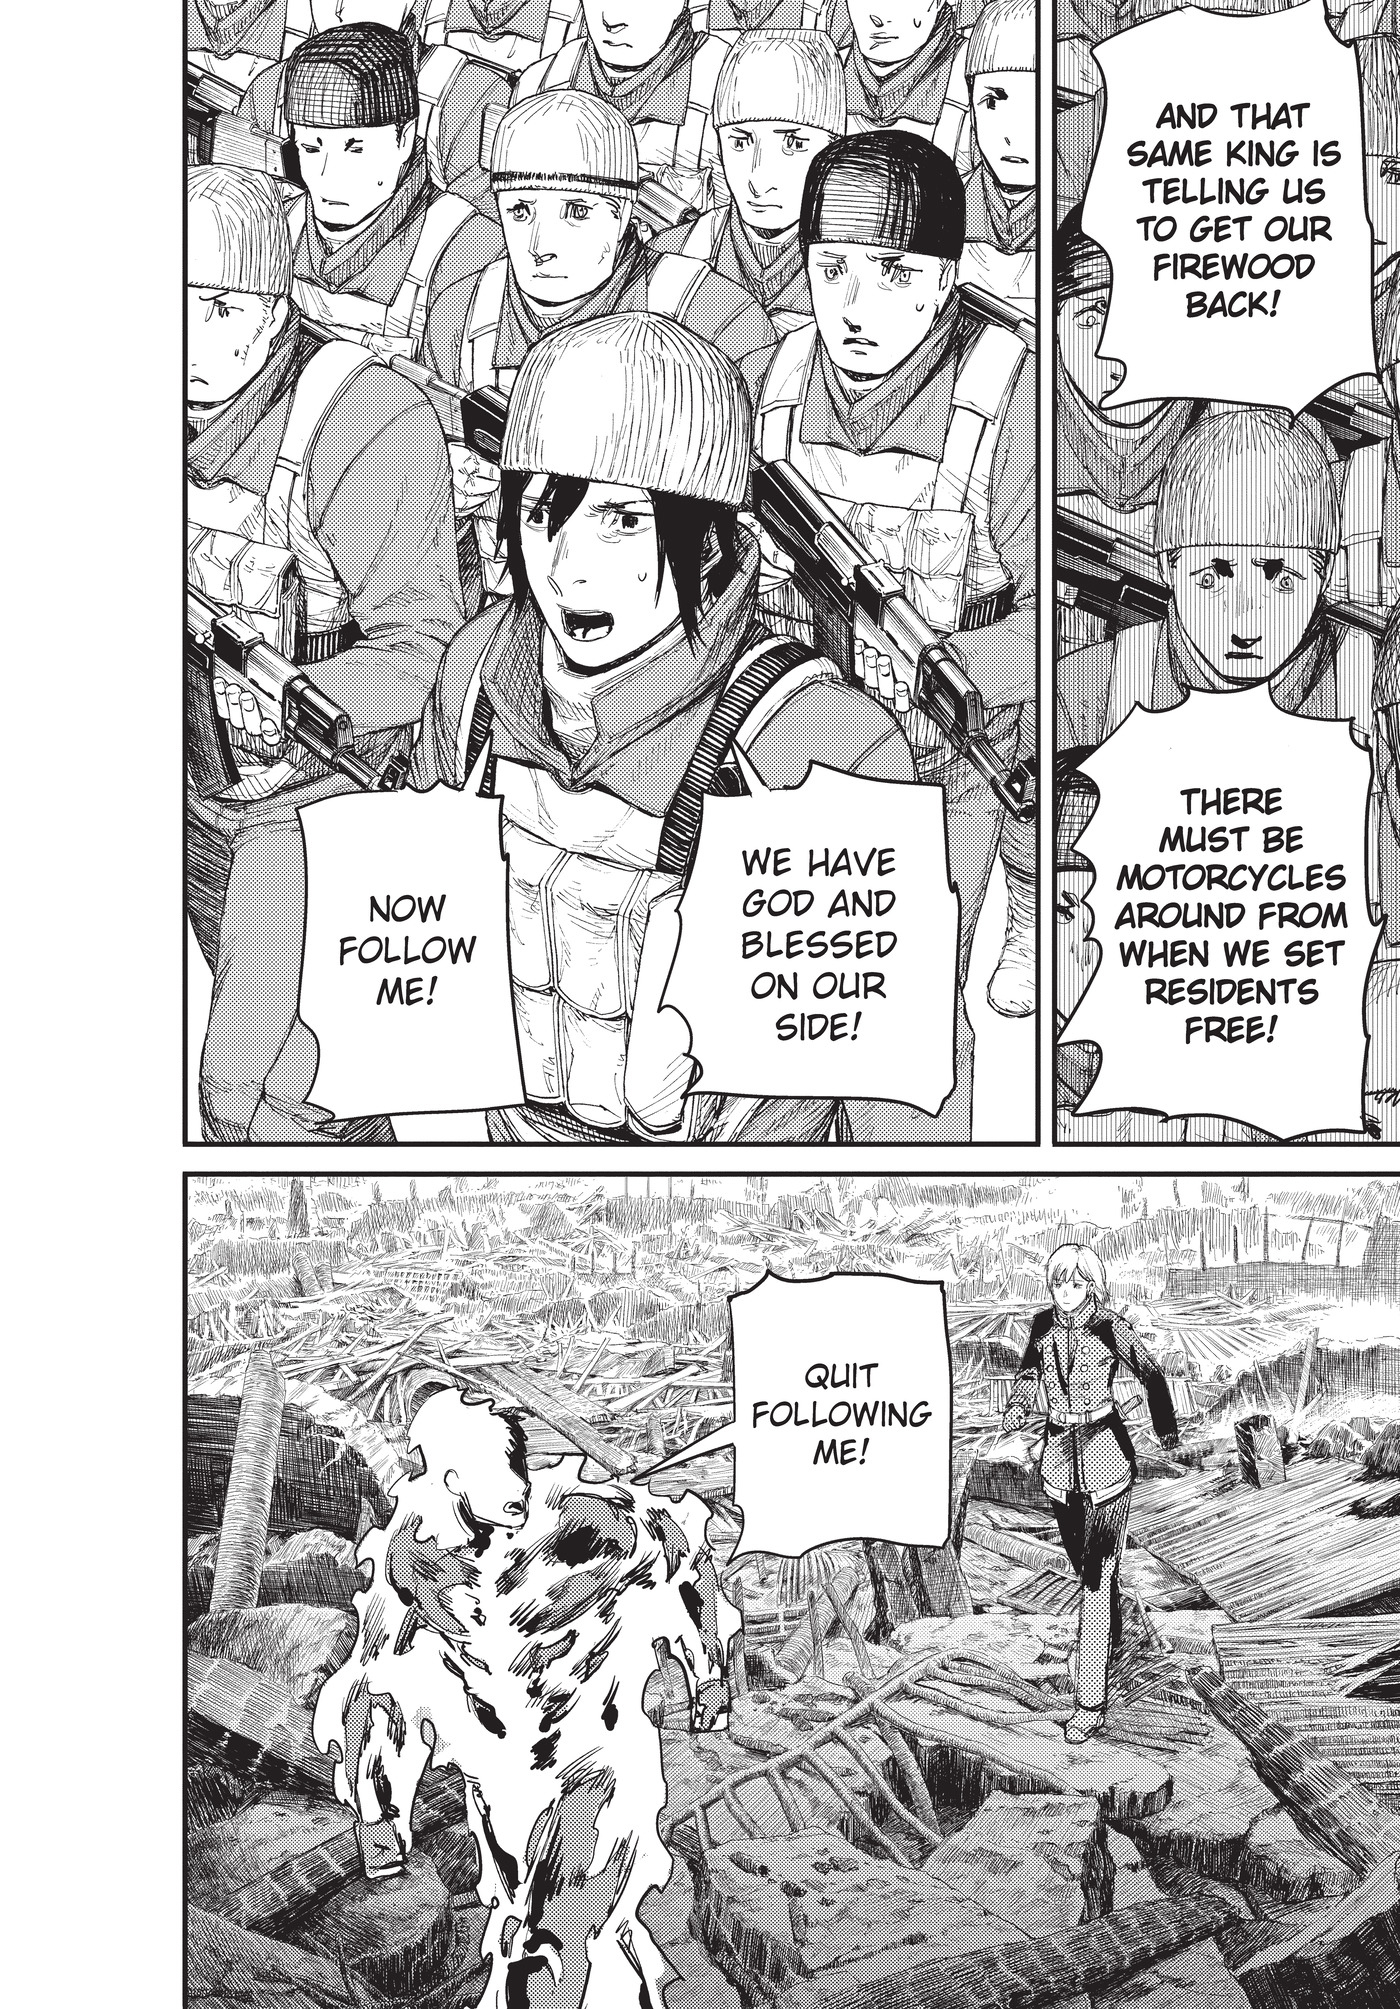 AND THAT
SAME KING IS
TELLING US
TO GET OUR
FIREWOOD
BACK!
THERE
MUST BE
MOTORCYCLES
AROUND FROM
WHEN WE SET
RESIDENTS
FREE!
WE HAVE
GOD AND
BLESSED
ON OUR
SIDE!
NOW
FOLLOW
ME!
QUIT
FOLLOWING
ME!